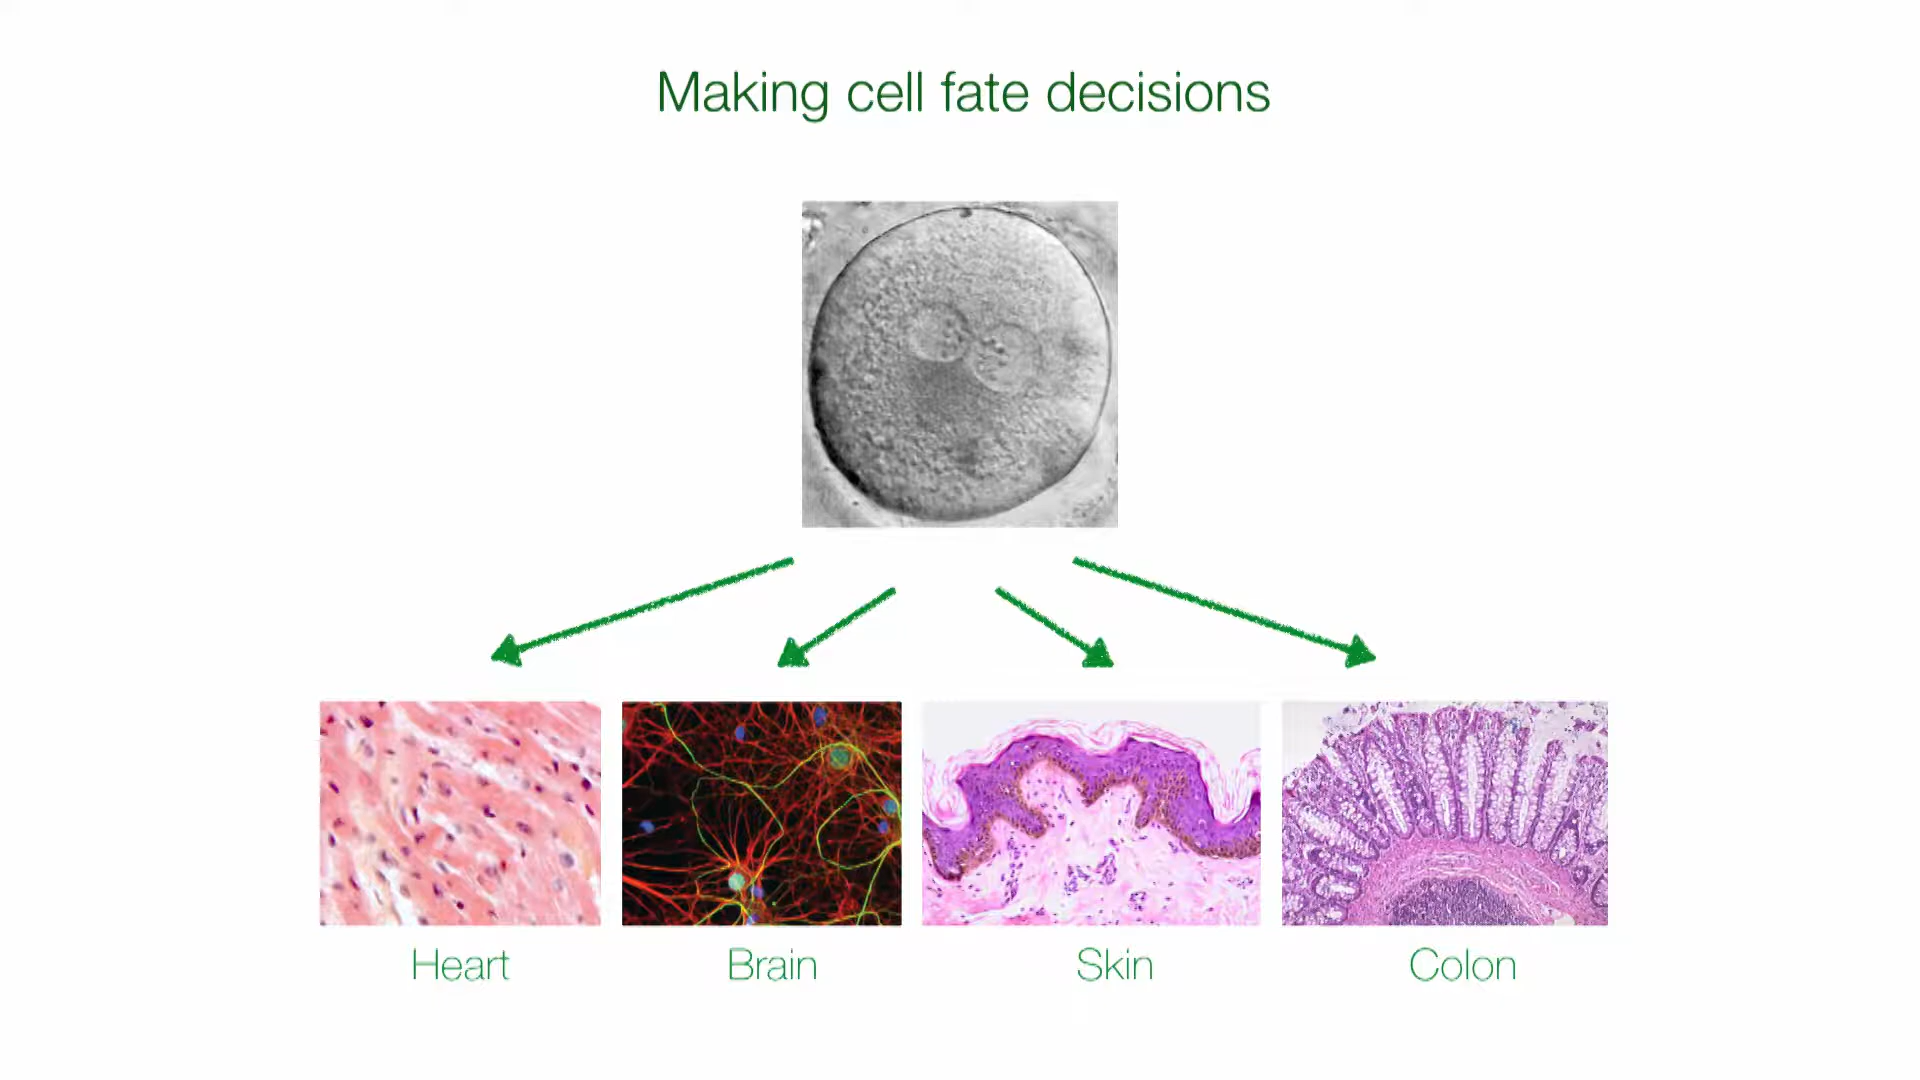 Making cell fate decisions
Heart
Brain
Skin
Colon